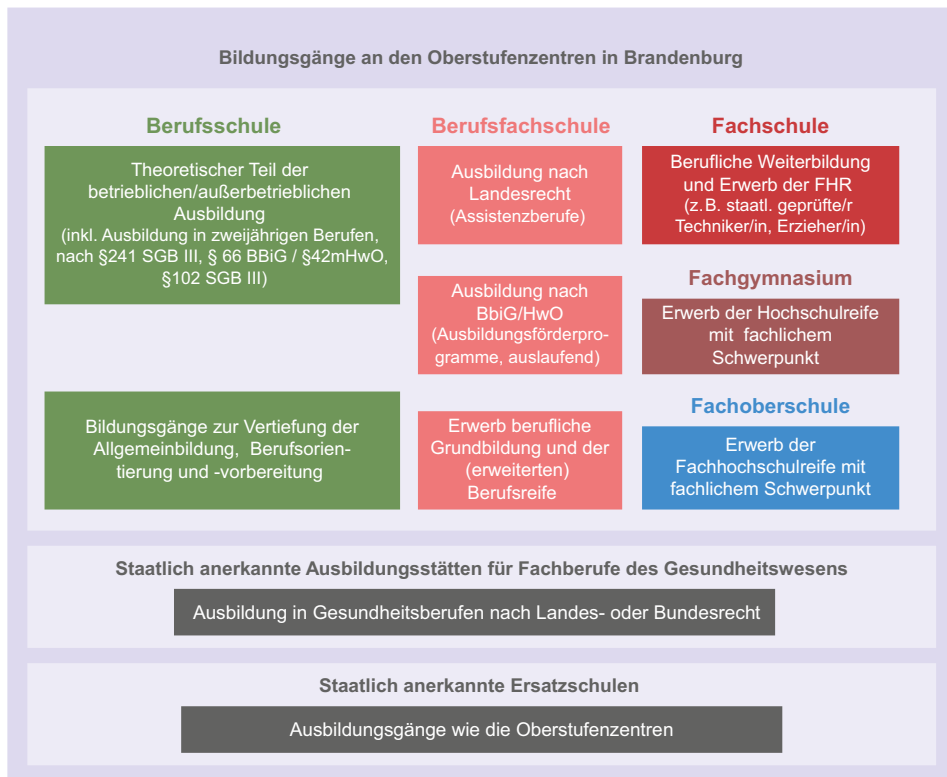 Bildungsgänge an den Oberstufenzentren in Brandenburg
Berufsschule
Theoretischer Teil der
betrieblichen/außerbetrieblichen
Ausbildung
(inkl. Ausbildung in zweijährigen Berufen,
nach §241 SGB III, § 66 BBiG / §42mHwO,
§102 SGB III)
Bildungsgänge zur Vertiefung der
Allgemeinbildung, Berufsorien-
tierung und -vorbereitung
Berufsfachschule
Ausbildung nach
Landesrecht
(Assistenzberufe)
Ausbildung nach
BbiG/HwO
(Ausbildungsförderpro-
gramme, auslaufend)
Erwerb berufliche
Grundbildung und der
(erweiterten)
Berufsreife
Fachschule
Berufliche Weiterbildung
und Erwerb der FHR
(z. B. staatl. geprüfte/r
Techniker/in, Erzieher/in)
Fachgymnasium
Erwerb der Hochschulreife
mit fachlichem
Schwerpunkt
Fachoberschule
Erwerb der
Fachhochschulreife mit
fachlichem Schwerpunkt
Staatlich anerkannte Ausbildungsstätten für Fachberufe des Gesundheitswesens
Ausbildung in Gesundheitsberufen nach Landes- oder Bundesrecht
Staatlich anerkannte Ersatzschulen
Ausbildungsgänge wie die Oberstufenzentren